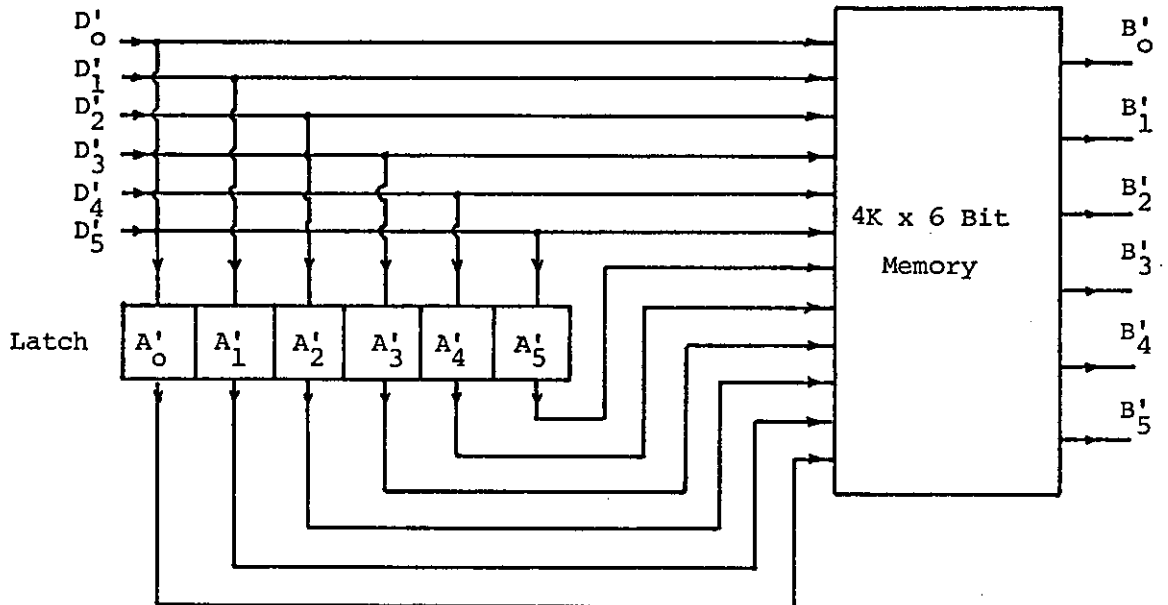 D'o
D'1
D'2
D'3
D'4
D'5
Latch
A'o
A'1
A'2
A'3
A'4
A'5
4K x 6 Bit
Memory
B'o
B'1
B'2
B'3
B'4
B'5